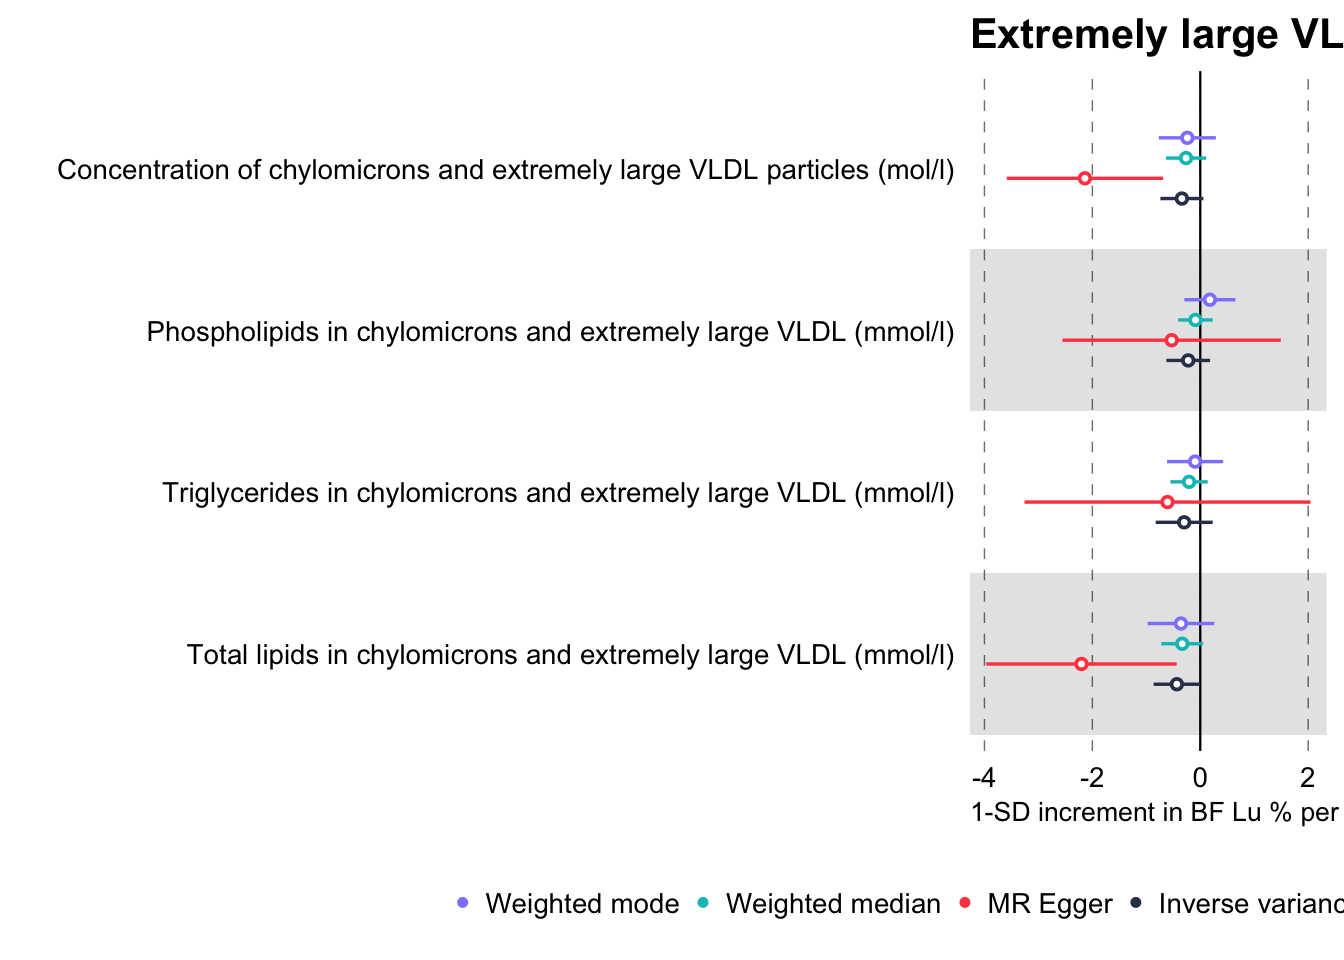 Extremely large VL
Concentration of chylomicrons and extremely large VLDL particles (mol/l)
Phospholipids in chylomicrons and extremely large VLDL (mmol/l)
Triglycerides in chylomicrons and extremely large VLDL (mmol/l)
Total lipids in chylomicrons and extremely large VLDL (mmol/l)
-4 -2 0 2
1-SD increment in BF Lu % per
Weighted mode Weighted median MR Egger Inverse varianc